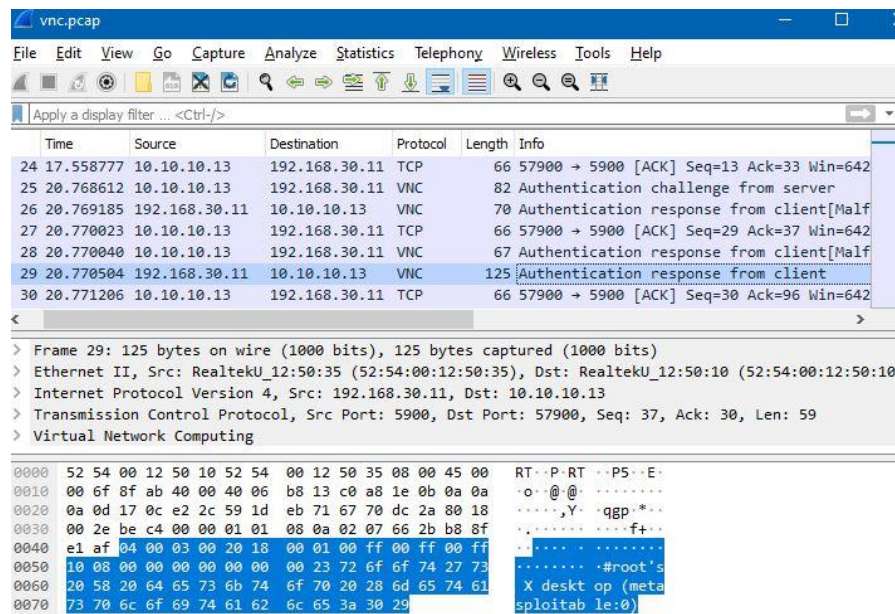 vnc.pcap
File Edit View Go Capture Analyze Statistics Telephony Wireless Tools Help
Apply a display filter ... <Ctrl-/>
Time Source Destination Protocol Length Info
24 17.558777 10.10.10.13 192.168.30.11 TCP 66 57900 → 5900 [ACK] Seq=13 Ack=33 Win=642
25 20.768612 10.10.10.13 192.168.30.11 VNC 82 Authentication challenge from server
26 20.769185 192.168.30.11 10.10.10.13 VNC 70 Authentication response from client[Malf
27 20.770023 10.10.10.13 192.168.30.11 TCP 66 57900 → 5900 [ACK] Seq=29 Ack=37 Win=642
28 20.770040 10.10.10.13 192.168.30.11 VNC 67 Authentication response from client[Malf
29 20.770504 192.168.30.11 10.10.10.13 VNC 125 Authentication response from client
30 20.771206 10.10.10.13 192.168.30.11 TCP 66 57900 → 5900 [ACK] Seq=30 Ack=96 Win=642
> Frame 29: 125 bytes on wire (1000 bits), 125 bytes captured (1000 bits)
> Ethernet II, Src: RealtekU_12:50:35 (52:54:00:12:50:35), Dst: RealtekU_12:50:10 (52:54:00:12:50:10
> Internet Protocol Version 4, Src: 192.168.30.11, Dst: 10.10.10.13
> Transmission Control Protocol, Src Port: 5900, Dst Port: 57900, Seq: 37, Ack: 30, Len: 59
> Virtual Network Computing
0000 52 54 00 12 50 10 52 54 00 12 50 35 08 00 45 00 RT··P·RT ··P5··E·
0010 00 6f 8f ab 40 00 40 06 b8 13 c0 a8 1e 0b 0a 0a ·o··@·@· ········
0020 0a 0d 17 0c e2 2c 59 1d eb 71 67 70 dc 2a 80 18 ·····,Y· ·qgp·*··
0030 00 2e be c4 00 00 01 01 08 0a 02 07 66 2b b8 8f ·.······ ····f+··
0040 e1 af 04 00 03 00 20 18 00 01 00 ff 00 ff 00 ff ······ · ········
0050 10 08 00 00 00 00 00 00 00 23 72 6f 6f 74 27 73 ········ ·#root's
0060 20 58 20 64 65 73 6b 74 6f 70 20 28 6d 65 74 61 X deskt op (meta
0070 73 70 6c 6f 69 74 61 62 6c 65 3a 30 29 sploitab le:0)